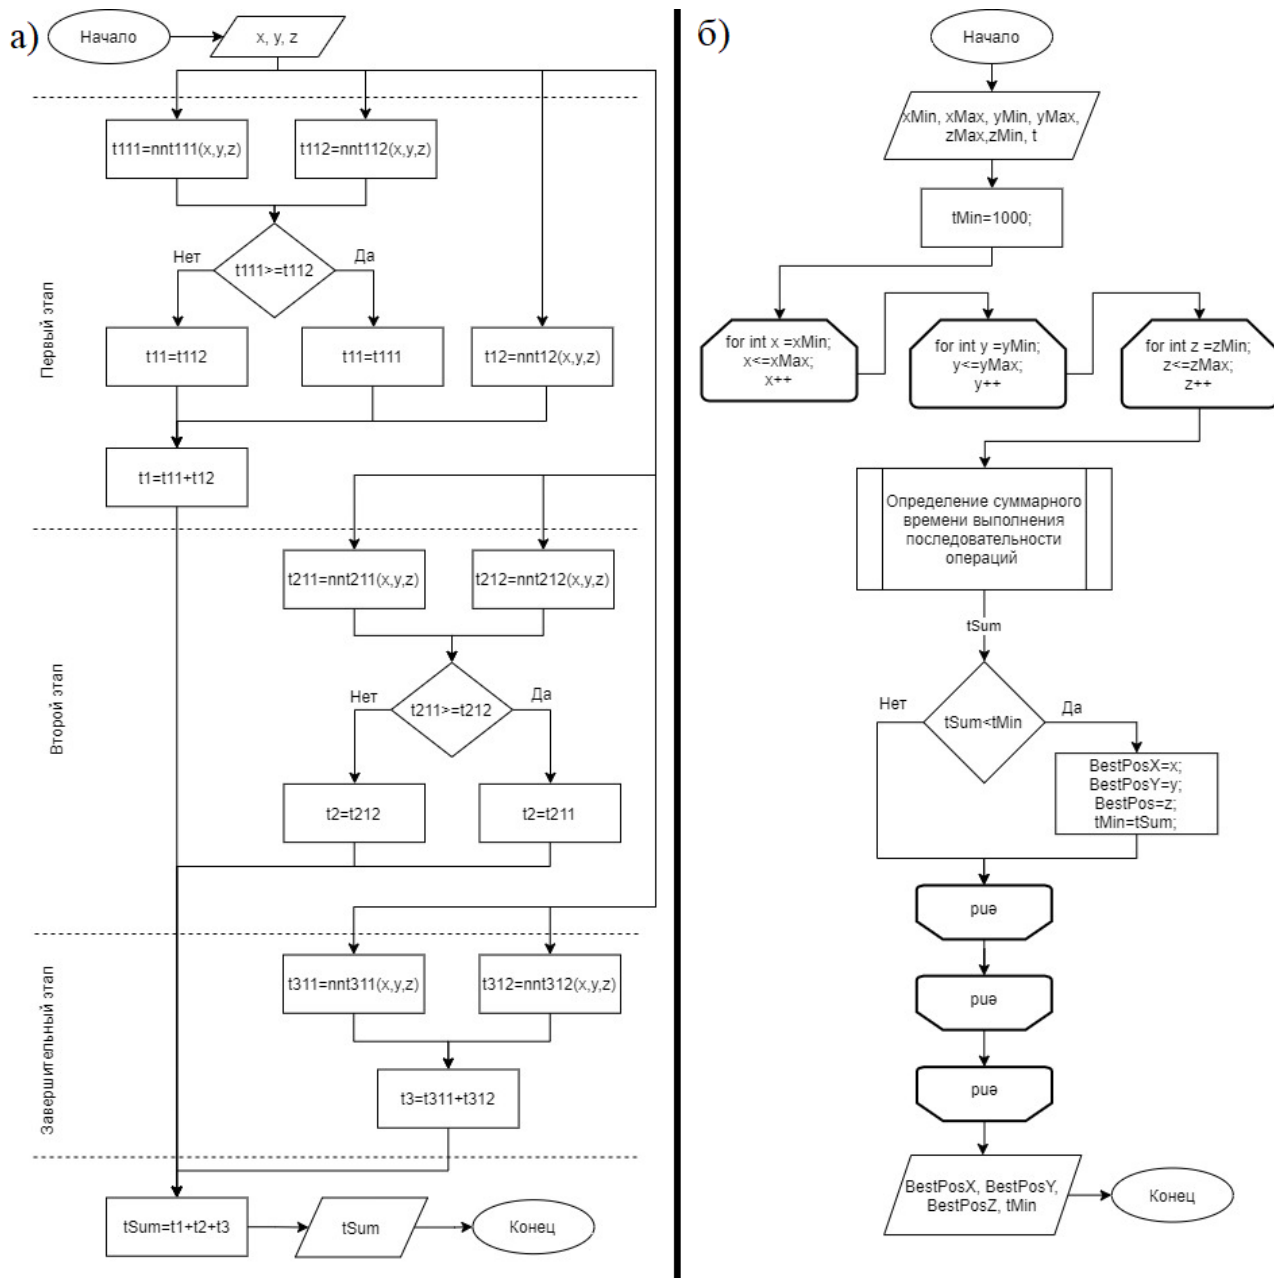 а)
Начало
x, y, z
t111=nnt111(x,y,z)
t112=nnt112(x,y,z)
Нет
t111>=t112
Да
Первый этап
t11=t112
t11=t111
t12=nnt12(x,y,z)
t1=t11+t12
t211=nnt211(x,y,z)
t212=nnt212(x,y,z)
Второй этап
Нет
t211>=t212
Да
t2=t212
t2=t211
Завершительный этап
t311=nnt311(x,y,z)
t312=nnt312(x,y,z)
t3=t311+t312
tSum=t1+t2+t3
tSum
Конец
б)
Начало
xMin, xMax, yMin, yMax,
zMax,zMin, t
tMin=1000;
for int x =xMin;
x<=xMax;
x++
for int y =yMin;
y<=yMax;
y++
for int z =zMin;
z<=zMax;
z++
Определение суммарного
времени выполнения
последовательности
операций
tSum
Нет
tSum<tMin
Да
BestPosX=x;
BestPosY=y;
BestPos=z;
tMin=tSum;
end
end
end
BestPosX, BestPosY,
BestPosZ, tMin
Конец